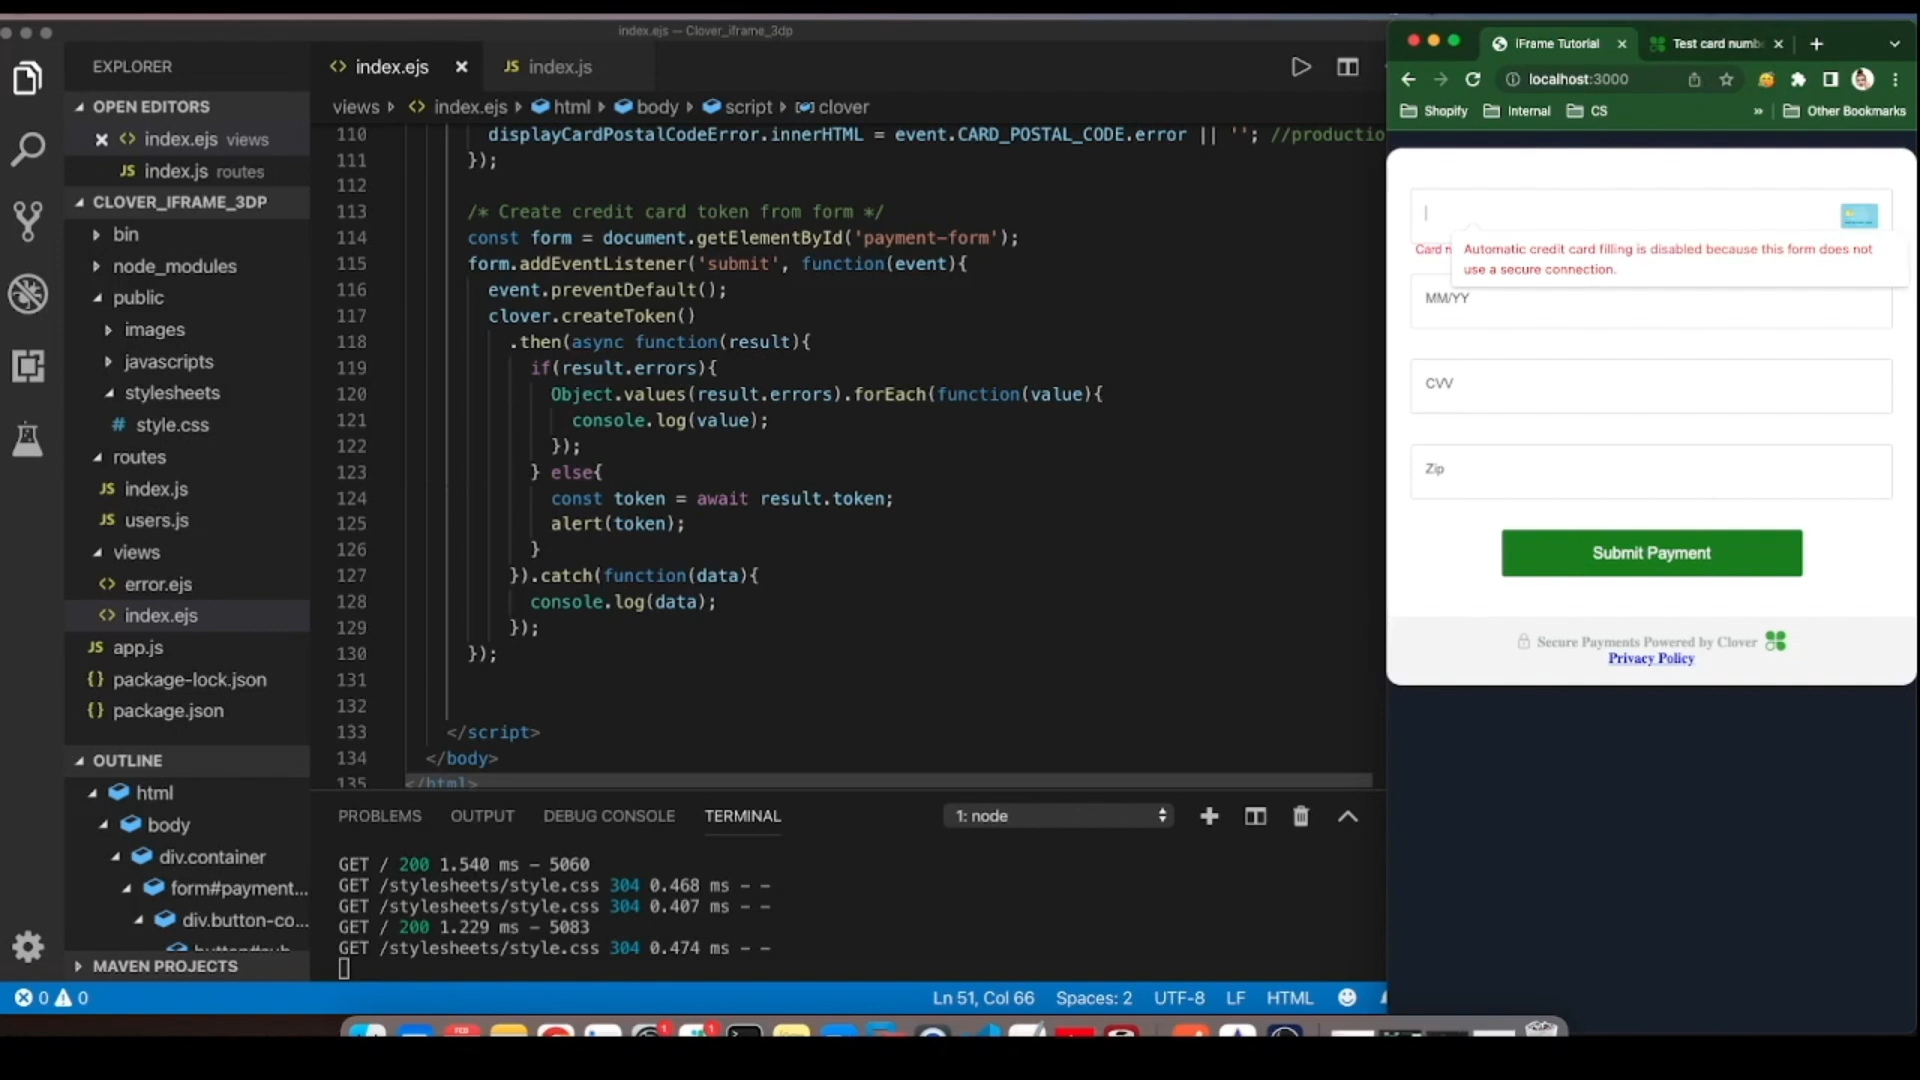 index.ejs — Clover_iframe_3dp
EXPLORER
OPEN EDITORS
index.ejs views
JS index.js routes
CLOVER_IFRAME_3DP
bin
node_modules
public
images
javascripts
stylesheets
# style.css
routes
JS index.js
JS users.js
views
<> error.ejs
<> index.ejs
JS app.js
{} package-lock.json
{} package.json
OUTLINE
html
body
div.container
form#payment...
div.button-co...
MAVEN PROJECTS
<> index.ejs
JS index.js
views <> index.ejs html body script clover
110 displayCardPostalCodeError.innerHTML = event.CARD_POSTAL_CODE.error || ''; //productio
111 });
112
113 /* Create credit card token from form */
114 const form = document.getElementById('payment-form');
115 form.addEventListener('submit', function(event){
116 event.preventDefault();
117 clover.createToken()
118 .then(async function(result){
119 if(result.errors){
120 Object.values(result.errors).forEach(function(value){
121 console.log(value);
122 });
123 } else{
124 const token = await result.token;
125 alert(token);
126 }
127 }).catch(function(data){
128 console.log(data);
129 });
130 });
131
132
133 </script>
134 </body>
135 </html>
PROBLEMS OUTPUT DEBUG CONSOLE TERMINAL 1: node
GET / 200 1.540 ms – 5060
GET /stylesheets/style.css 304 0.468 ms – –
GET /stylesheets/style.css 304 0.407 ms – –
GET / 200 1.229 ms – 5083
GET /stylesheets/style.css 304 0.474 ms – –
0 0
Ln 51, Col 66 Spaces: 2 UTF-8 LF HTML
iFrame Tutorial
Test card numb
localhost:3000
Shopify Internal CS » Other Bookmarks
Automatic credit card filling is disabled because this form does not
use a secure connection.
Card
MM/YY
CVV
Zip
Submit Payment
Secure Payments Powered by Clover
Privacy Policy